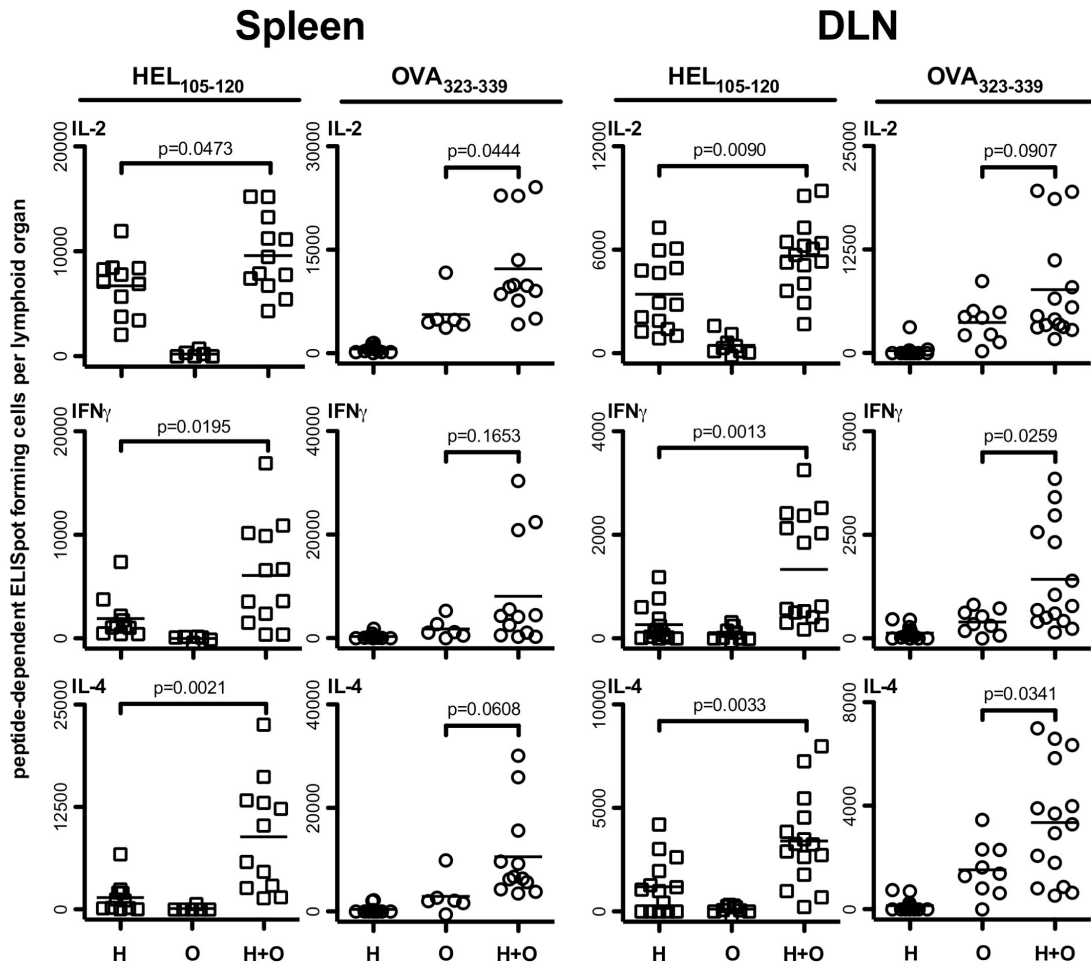 Spleen DLN
HEL105-120 OVA323-339 HEL105-120 OVA323-339
peptide-dependent ELISpot forming cells per lymphoid organ
IL-2 IL-2 IL-2 IL-2
p=0.0473 p=0.0444 p=0.0090 p=0.0907
20000 30000 12000 25000
10000 15000 6000 12500
0 0 0 0
IFNγ IFNγ IFNγ IFNγ
p=0.0195 p=0.1653 p=0.0013 p=0.0259
20000 40000 4000 5000
10000 20000 2000 2500
0 0 0 0
IL-4 IL-4 IL-4 IL-4
p=0.0021 p=0.0608 p=0.0033 p=0.0341
25000 40000 10000 8000
12500 20000 5000 4000
0 0 0 0
H O H+O H O H+O H O H+O H O H+O